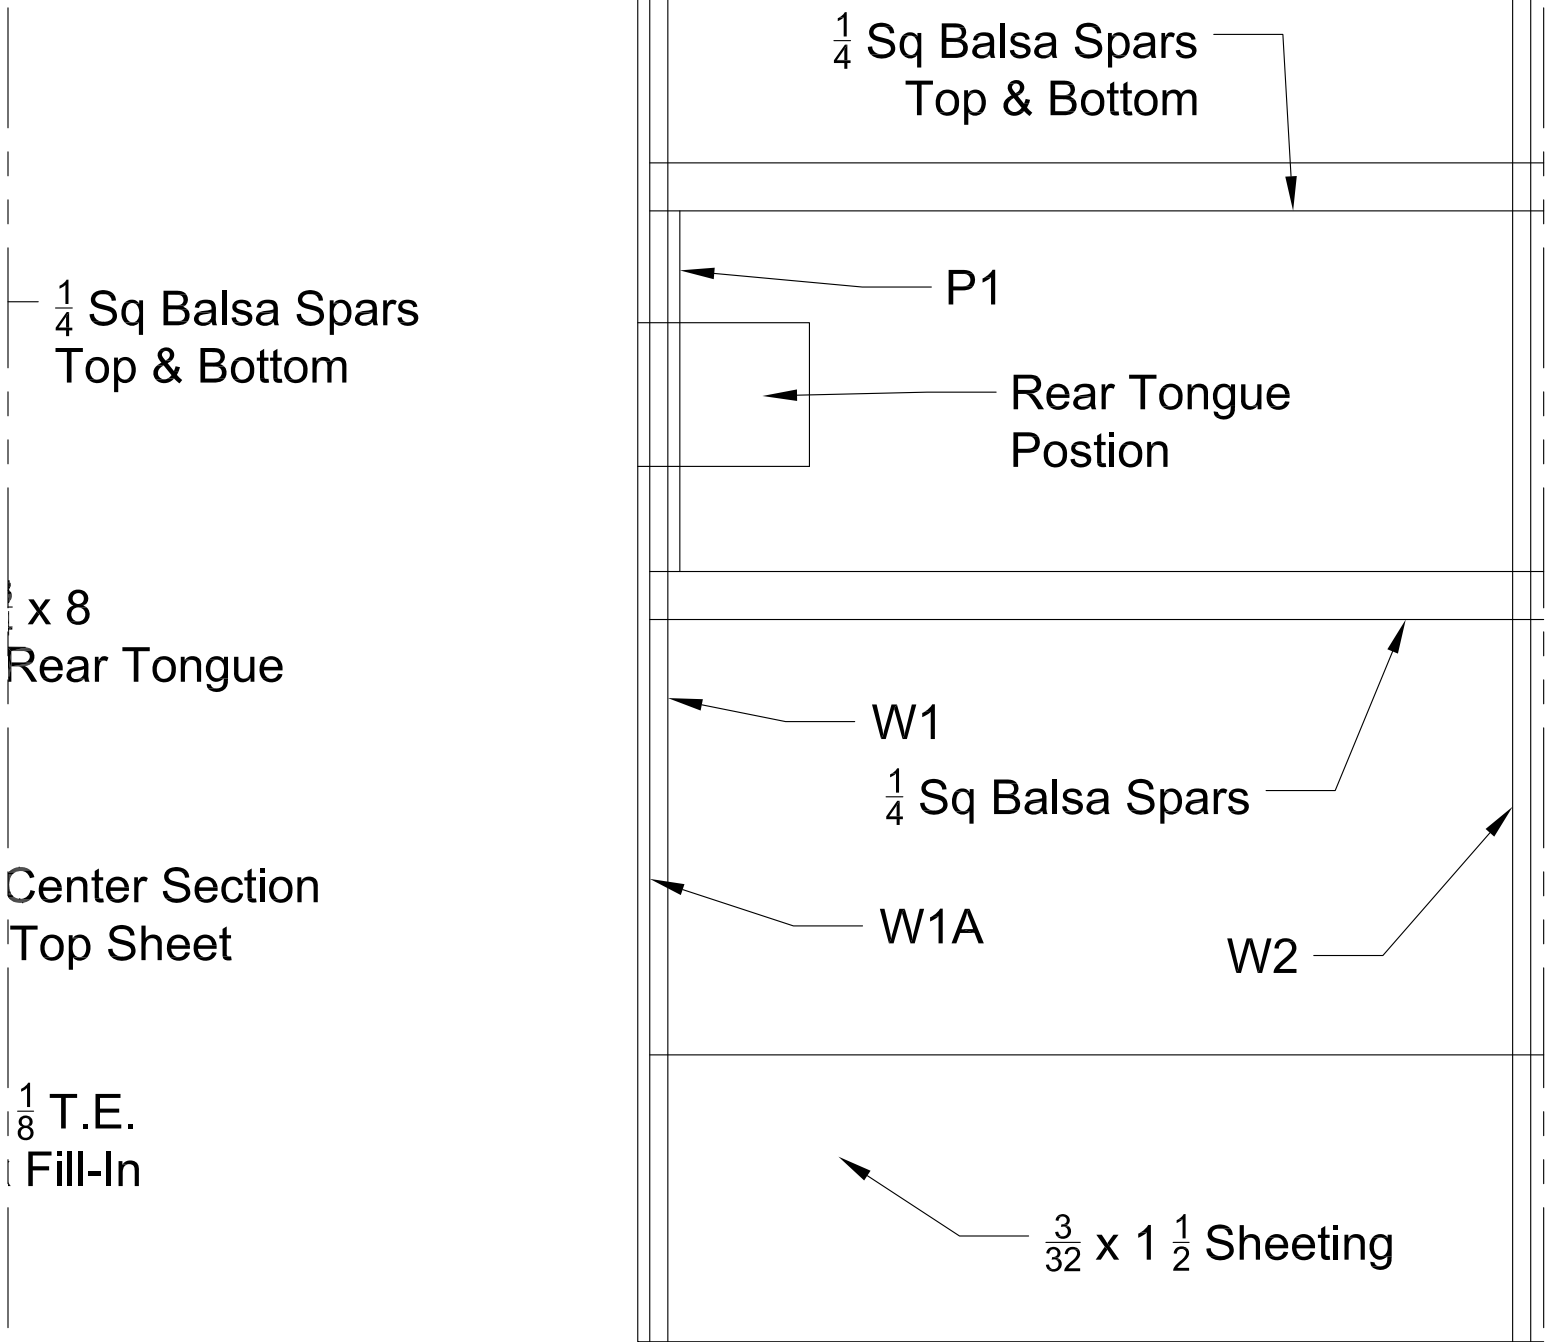 1/4 Sq Balsa Spars
Top & Bottom
P1
1/4 Sq Balsa Spars
Top & Bottom
Rear Tongue
Postion
x 8
Rear Tongue
W1
1/4 Sq Balsa Spars
Center Section
Top Sheet
W1A
W2
1/8 T.E.
Fill-In
3/32 x 1 1/2 Sheeting